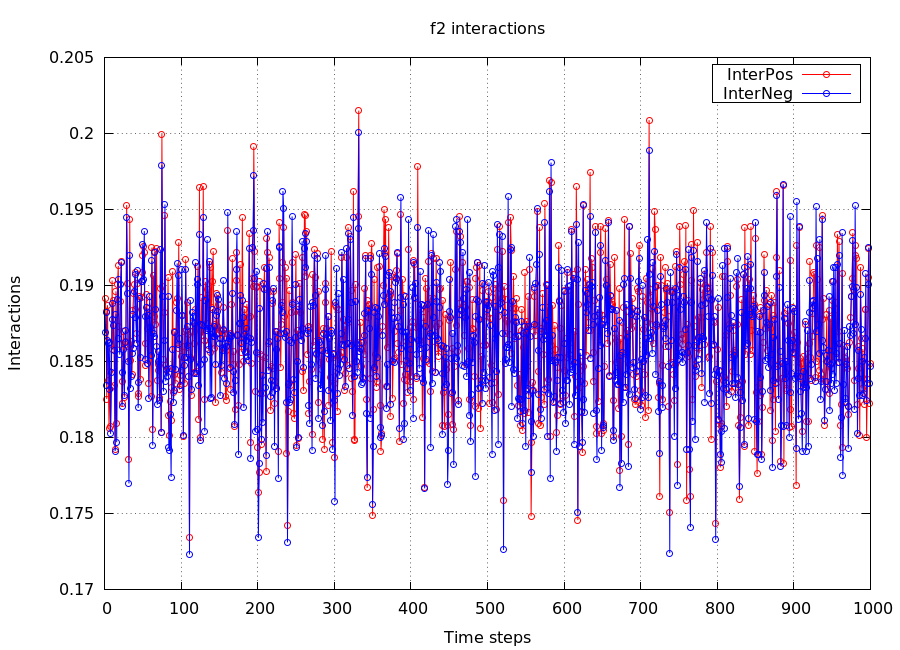 f2 interactions
0.205
0.2
0.195
0.19
0.185
0.18
0.175
0.17
0 100 200 300 400 500 600 700 800 900 1000
Interactions
Time steps
InterPos
InterNeg